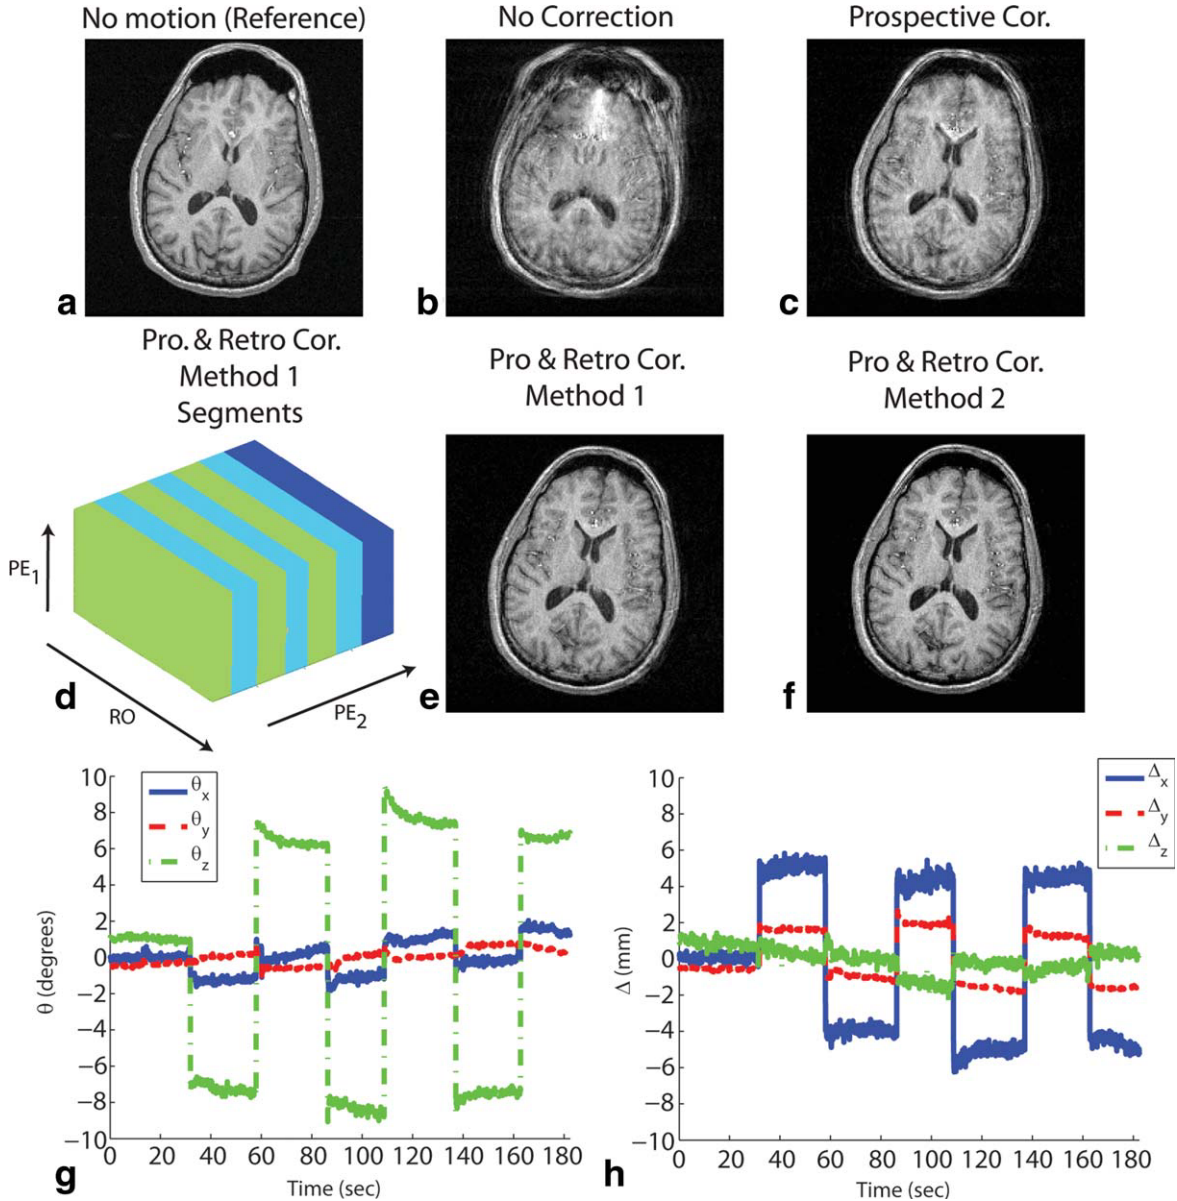 No motion (Reference)
No Correction
Prospective Cor.
a
b
c
Pro. & Retro Cor.
Method 1
Segments
Pro & Retro Cor.
Method 1
Pro & Retro Cor.
Method 2
PE1
RO
PE2
d
e
f
θx
θy
θz
10
8
6
4
2
0
−2
−4
−6
−8
−10
θ (degrees)
0 20 40 60 80 100 120 140 160 180
Time (sec)
g
Δx
Δy
Δz
10
8
6
4
2
0
−2
−4
−6
−8
−10
Δ (mm)
0 20 40 60 80 100 120 140 160 180
Time (sec)
h